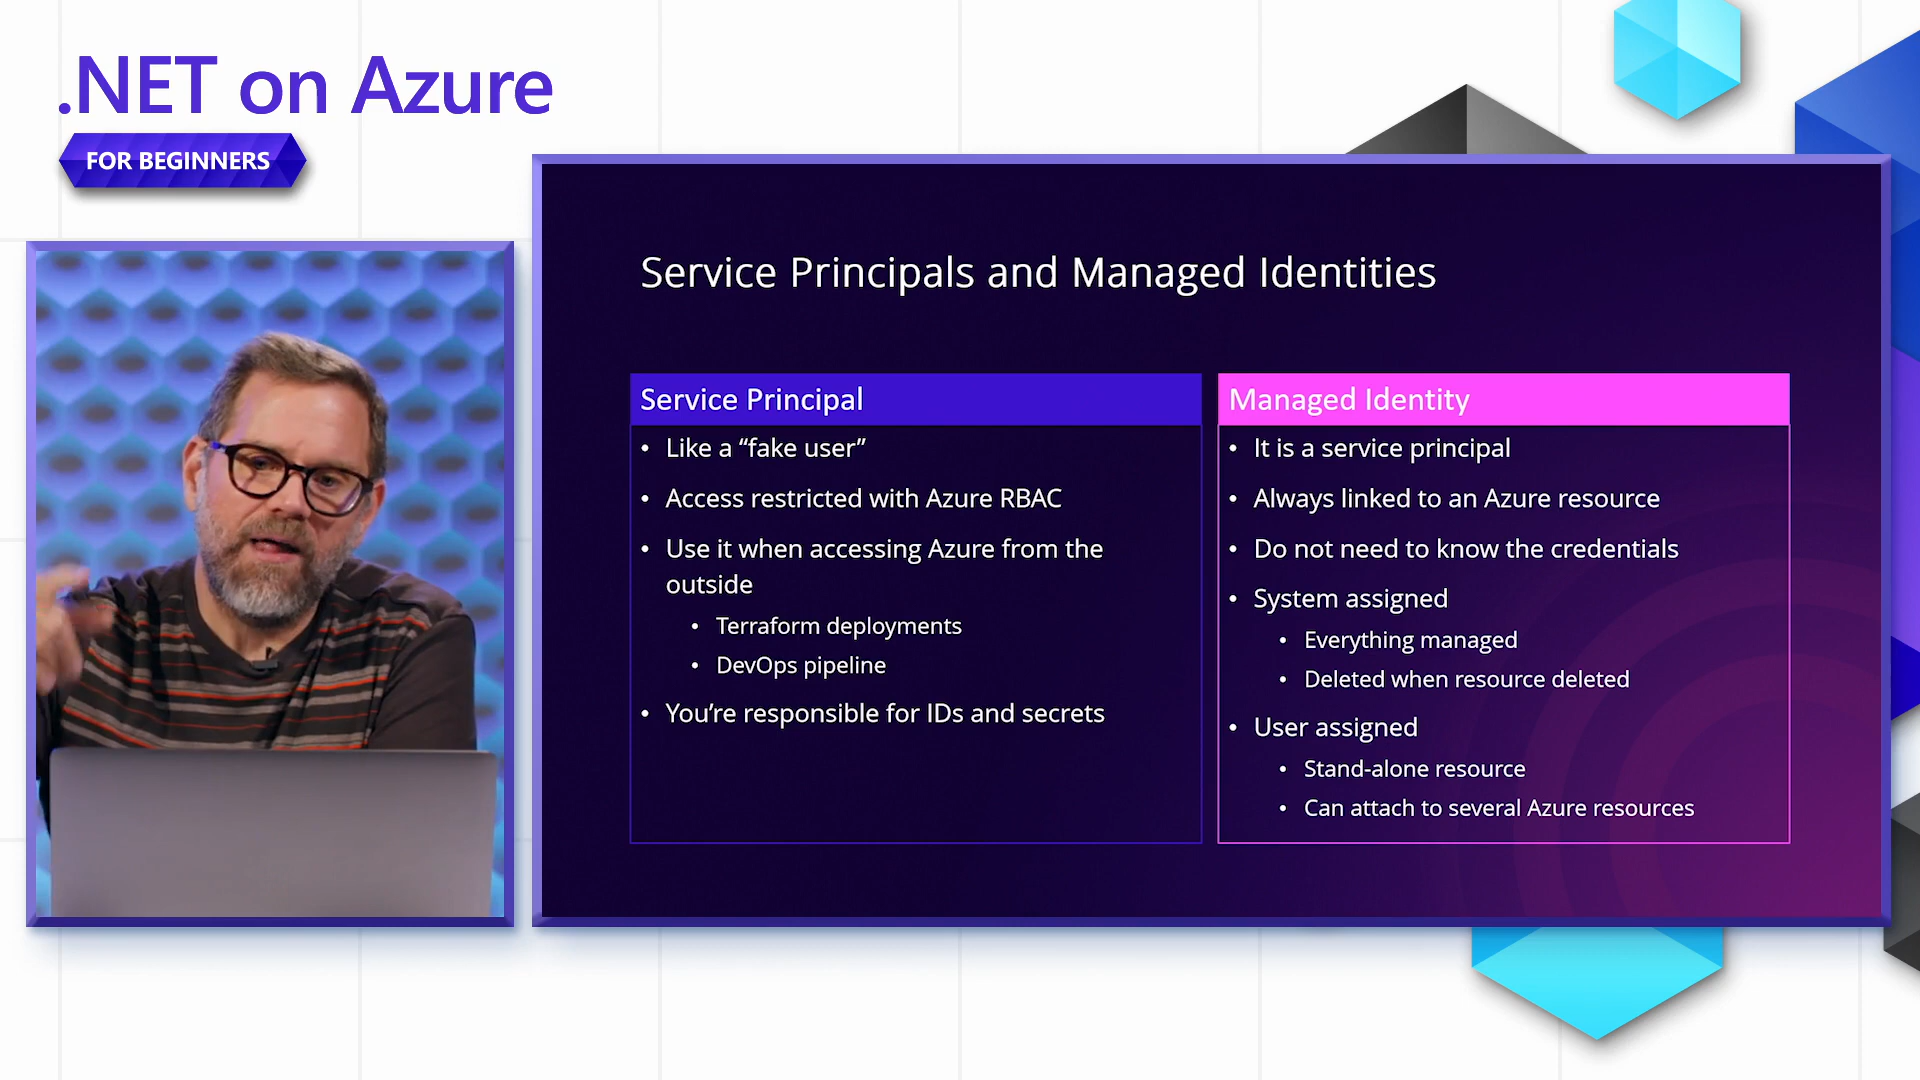 .NET on Azure
FOR BEGINNERS
Service Principals and Managed Identities
Service Principal
• Like a “fake user”
• Access restricted with Azure RBAC
• Use it when accessing Azure from the
outside
• Terraform deployments
• DevOps pipeline
• You’re responsible for IDs and secrets
Managed Identity
• It is a service principal
• Always linked to an Azure resource
• Do not need to know the credentials
• System assigned
• Everything managed
• Deleted when resource deleted
• User assigned
• Stand-alone resource
• Can attach to several Azure resources